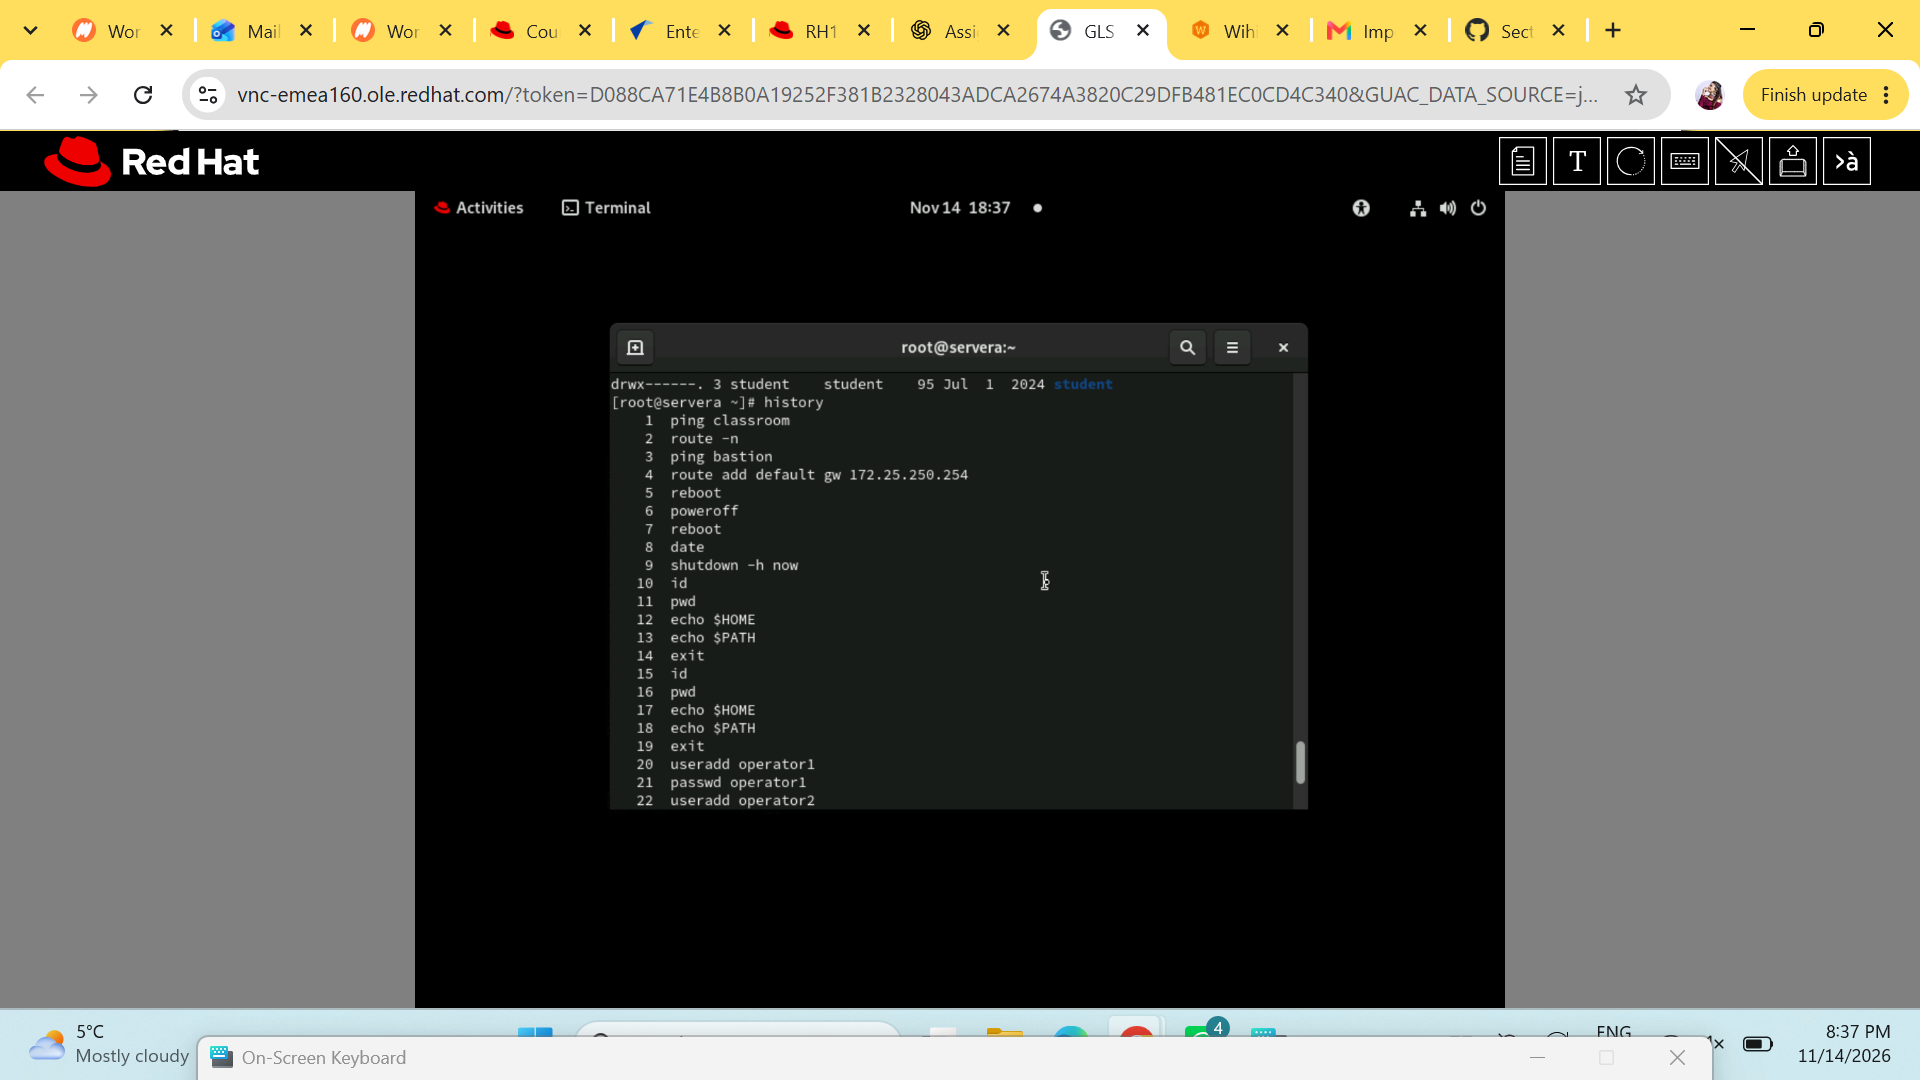 Wor
Mail
Wor
Cou
Ente
RH1
Assi
GLS
Wih
Imp
Sect
vnc-emea160.ole.redhat.com/?token=D088CA71E4B8B0A19252F381B2328043ADCA2674A3820C29DFB481EC0CD4C340&GUAC_DATA_SOURCE=j...
Finish update
Red Hat
T
>à
Activities
Terminal
Nov 14 18:37
root@servera:~
drwx------. 3 student student 95 Jul 1 2024 student
[root@servera ~]# history
1 ping classroom
2 route -n
3 ping bastion
4 route add default gw 172.25.250.254
5 reboot
6 poweroff
7 reboot
8 date
9 shutdown -h now
10 id
11 pwd
12 echo $HOME
13 echo $PATH
14 exit
15 id
16 pwd
17 echo $HOME
18 echo $PATH
19 exit
20 useradd operator1
21 passwd operator1
22 useradd operator2
5°C
Mostly cloudy
4
ENG
8:37 PM
11/14/2026
On-Screen Keyboard